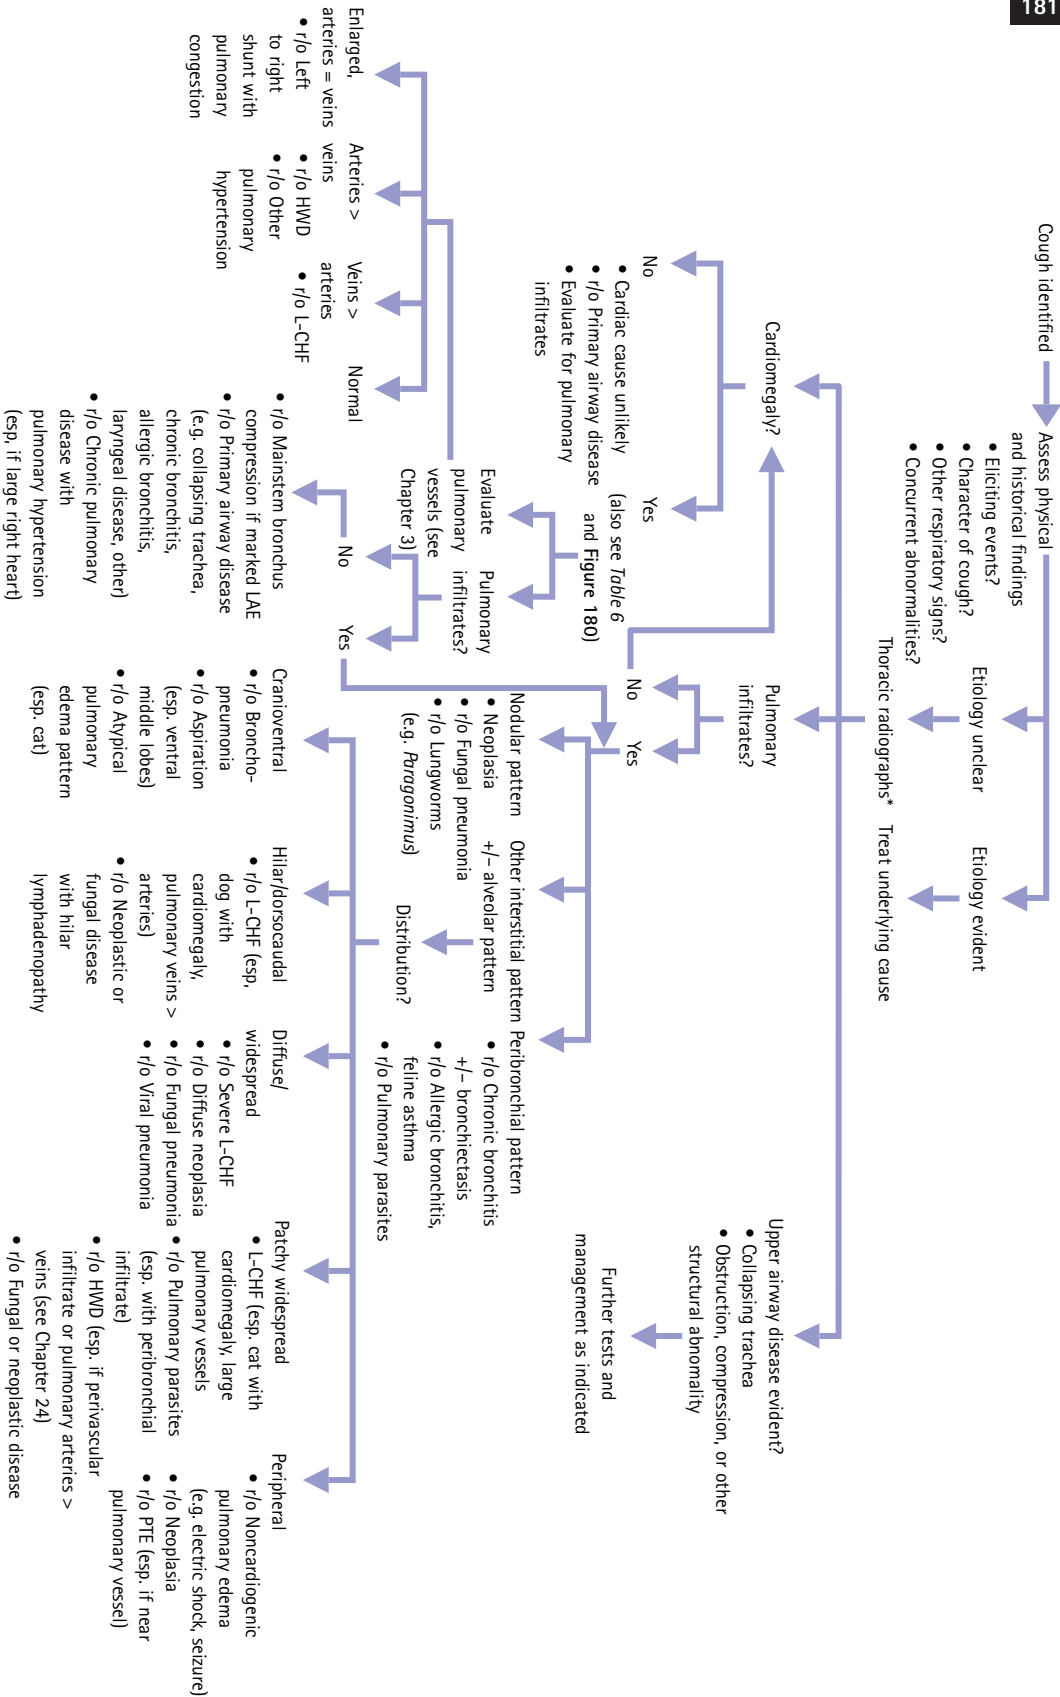 181
Cough identified
Assess physical
and historical findings
• Eliciting events?
• Character of cough?
• Other respiratory signs?
• Concurrent abnormalities?
Etiology unclear
Etiology evident
Thoracic radiographs*
Treat underlying cause
Cardiomegaly?
Pulmonary
infiltrates?
Upper airway disease evident?
• Collapsing trachea
• Obstruction, compression, or other
structural abnomality
Further tests and
management as indicated
No
• Cardiac cause unlikely
• r/o Primary airway disease
• Evaluate for pulmonary
infiltrates
Yes
(also see Table 6
and Figure 180)
No
Yes
Evaluate
pulmonary
vessels (see
Chapter 3)
Pulmonary
infiltrates?
Nodular pattern
• Neoplasia
• r/o Fungal pneumonia
• r/o Lungworms
(e.g. Paragonimus)
Other interstitial pattern
+/– alveolar pattern
Peribronchial pattern
• r/o Chronic bronchitis
+/– bronchiectasis
• r/o Allergic bronchitis,
feline asthma
• r/o Pulmonary parasites
Distribution?
No
Yes
Enlarged,
arteries = veins
• r/o Left
to right
shunt with
pulmonary
congestion
Arteries >
veins
• r/o HWD
• r/o Other
pulmonary
hypertension
Veins >
arteries
• r/o L–CHF
Normal
• r/o Mainstem bronchus
compression if marked LAE
• r/o Primary airway disease
(e.g. collapsing trachea,
chronic bronchitis,
allergic bronchitis,
laryngeal disease, other)
• r/o Chronic pulmonary
disease with
pulmonary hypertension
(esp, if large right heart)
Cranioventral
• r/o Broncho–
pneumonia
• r/o Aspiration
(esp. ventral
middle lobes)
• r/o Atypical
pulmonary
edema pattern
(esp. cat)
Hilar/dorsocaudal
• r/o L–CHF (esp,
dog with
cardiomegaly,
pulmonary veins >
arteries)
• r/o Neoplastic or
fungal disease
with hilar
lymphadenopathy
Diffuse/
widespread
• r/o Severe L–CHF
• r/o Diffuse neoplasia
• r/o Fungal pneumonia
• r/o Viral pneumonia
Patchy widespread
• L–CHF (esp. cat with
cardiomegaly, large
pulmonary vessels
• r/o Pulmonary parasites
(esp. with peribronchial
infiltrate)
• r/o HWD (esp. if perivascular
infiltrate or pulmonary arteries >
veins (see Chapter 24)
• r/o Fungal or neoplastic disease
Peripheral
• r/o Noncardiogenic
pulmonary edema
(e.g. electric shock, seizure)
• r/o Neoplasia
• r/o PTE (esp. if near
pulmonary vessel)